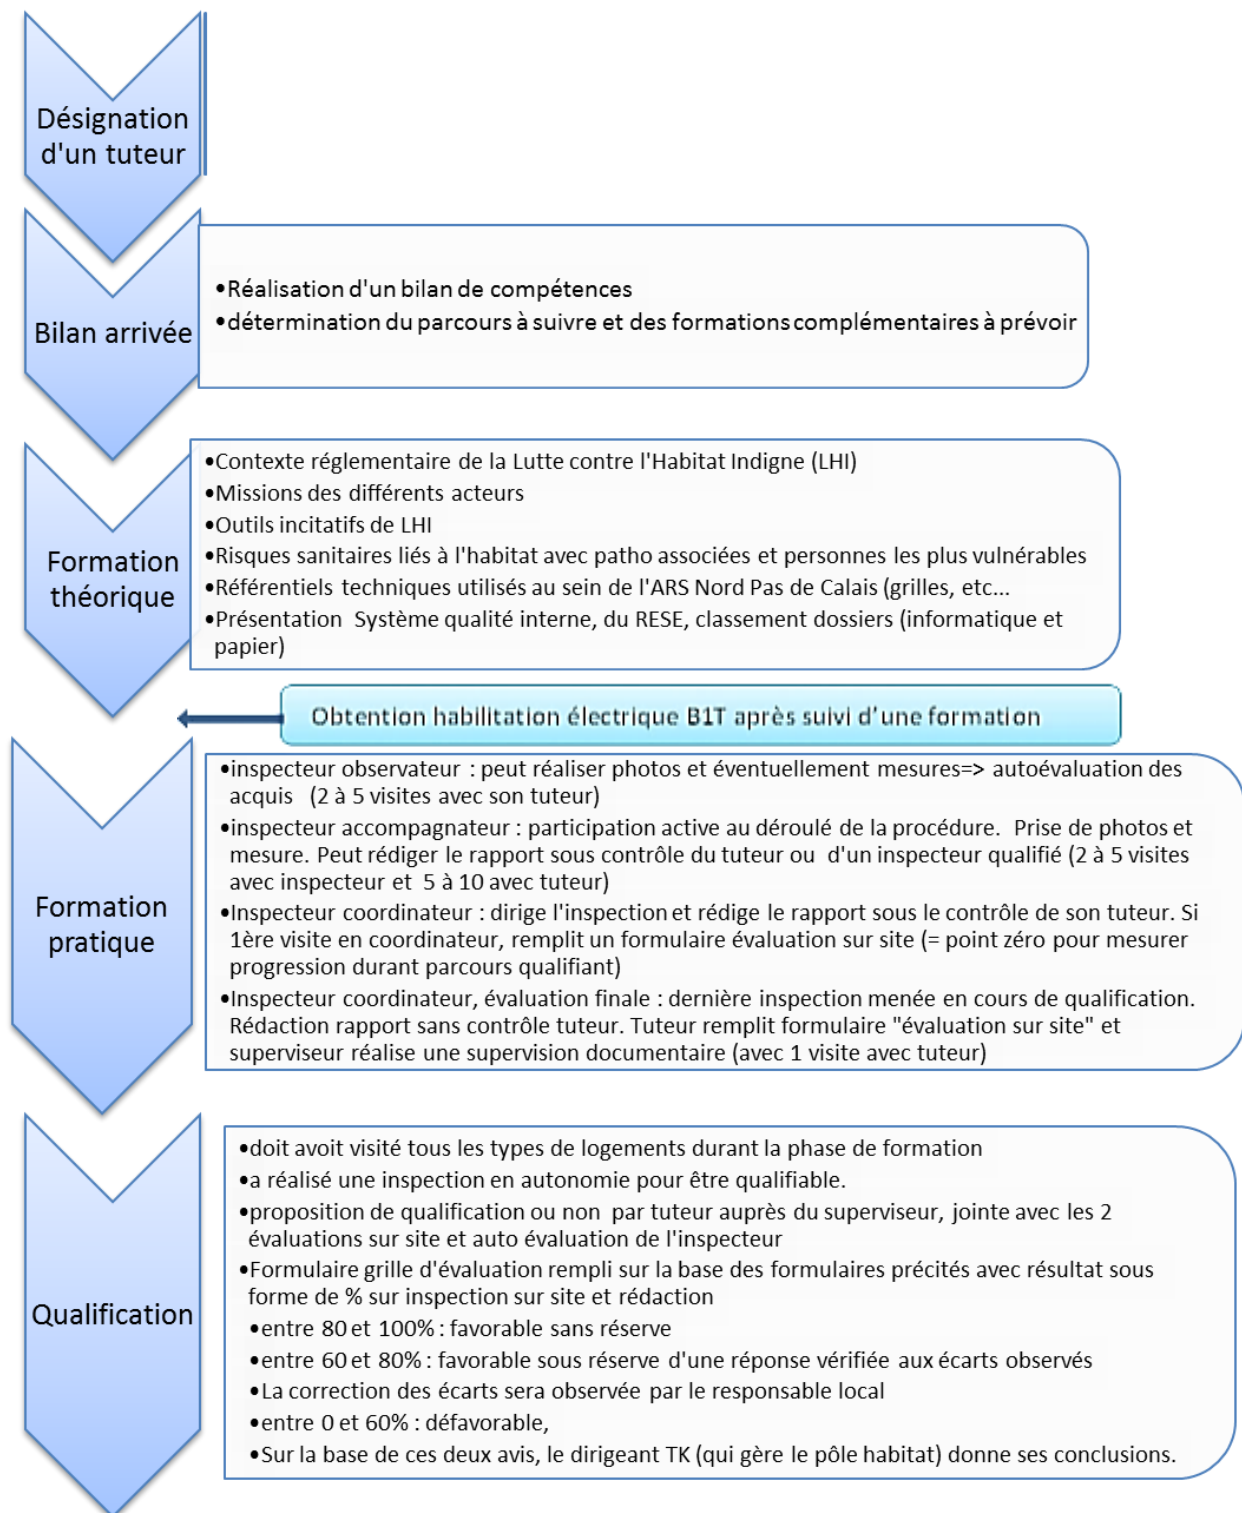 Désignation
d'un tuteur
Bilan arrivée
•Réalisation d'un bilan de compétences
•détermination du parcours à suivre et des formations complémentaires à prévoir
Formation
théorique
•Contexte réglementaire de la Lutte contre l'Habitat Indigne (LHI)
•Missions des différents acteurs
•Outils incitatifs de LHI
•Risques sanitaires liés à l'habitat avec patho associées et personnes les plus vulnérables
•Référentiels techniques utilisés au sein de l'ARS Nord Pas de Calais (grilles, etc...
•Présentation Système qualité interne, du RESE, classement dossiers (informatique et
papier)
Obtention habilitation électrique B1T après suivi d'une formation
Formation
pratique
•inspecteur observateur : peut réaliser photos et éventuellement mesures=> autoévaluation des
acquis (2 à 5 visites avec son tuteur)
•inspecteur accompagnateur : participation active au déroulé de la procédure. Prise de photos et
mesure. Peut rédiger le rapport sous contrôle du tuteur ou d'un inspecteur qualifié (2 à 5 visites
avec inspecteur et 5 à 10 avec tuteur)
•Inspecteur coordinateur : dirige l'inspection et rédige le rapport sous le contrôle de son tuteur. Si
1ère visite en coordinateur, remplit un formulaire évaluation sur site (= point zéro pour mesurer
progression durant parcours qualifiant)
•Inspecteur coordinateur, évaluation finale : dernière inspection menée en cours de qualification.
Rédaction rapport sans contrôle tuteur. Tuteur remplit formulaire "évaluation sur site" et
superviseur réalise une supervision documentaire (avec 1 visite avec tuteur)
Qualification
•doit avoit visité tous les types de logements durant la phase de formation
•a réalisé une inspection en autonomie pour être qualifiable.
•proposition de qualification ou non par tuteur auprès du superviseur, jointe avec les 2
évaluations sur site et auto évaluation de l'inspecteur
•Formulaire grille d'évaluation rempli sur la base des formulaires précités avec résultat sous
forme de % sur inspection sur site et rédaction
•entre 80 et 100% : favorable sans réserve
•entre 60 et 80% : favorable sous réserve d'une réponse vérifiée aux écarts observés
•La correction des écarts sera observée par le responsable local
•entre 0 et 60% : défavorable,
•Sur la base de ces deux avis, le dirigeant TK (qui gère le pôle habitat) donne ses conclusions.